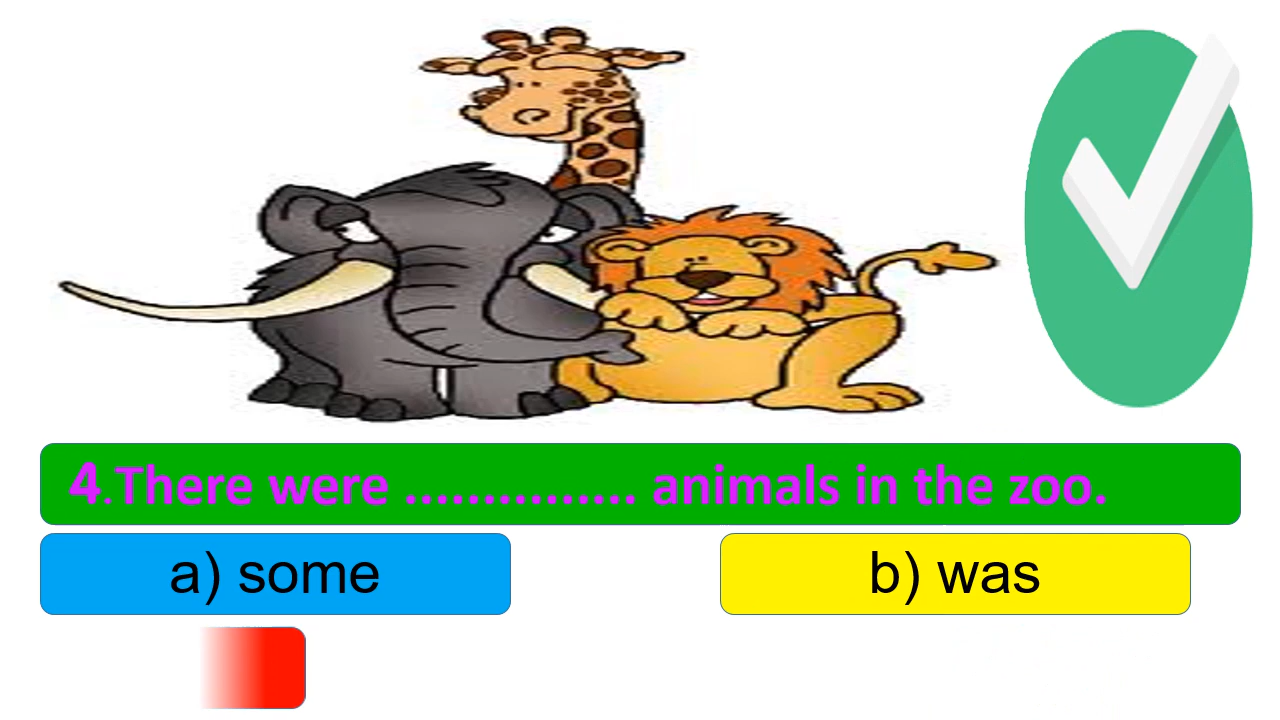 4.There were ............... animals in the zoo.
a) some
b) was